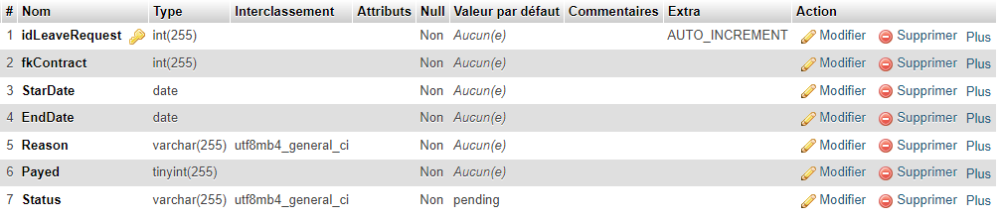 # Nom Type Interclassement Attributs Null Valeur par défaut Commentaires Extra Action
1 idLeaveRequest int(255) Non Aucun(e) AUTO_INCREMENT Modifier Supprimer Plus
2 fkContract int(255) Non Aucun(e) Modifier Supprimer Plus
3 StarDate date Non Aucun(e) Modifier Supprimer Plus
4 EndDate date Non Aucun(e) Modifier Supprimer Plus
5 Reason varchar(255) utf8mb4_general_ci Non Aucun(e) Modifier Supprimer Plus
6 Payed tinyint(255) Non Aucun(e) Modifier Supprimer Plus
7 Status varchar(255) utf8mb4_general_ci Non pending Modifier Supprimer Plus